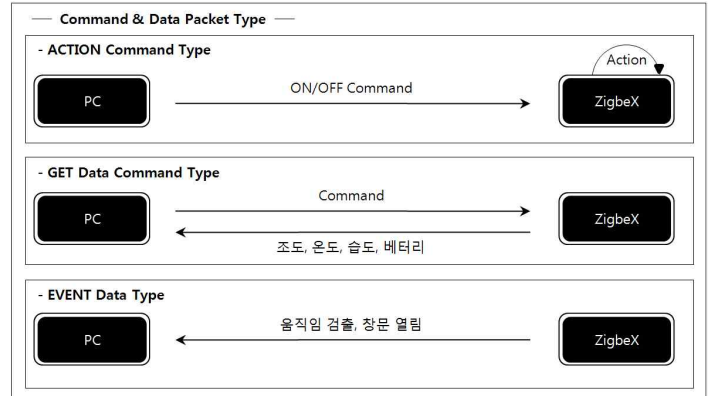 Command & Data Packet Type
- ACTION Command Type
Action
PC
ON/OFF Command
ZigbeX
- GET Data Command Type
PC
Command
ZigbeX
조도, 온도, 습도, 베터리
- EVENT Data Type
PC
움직임 검출, 창문 열림
ZigbeX